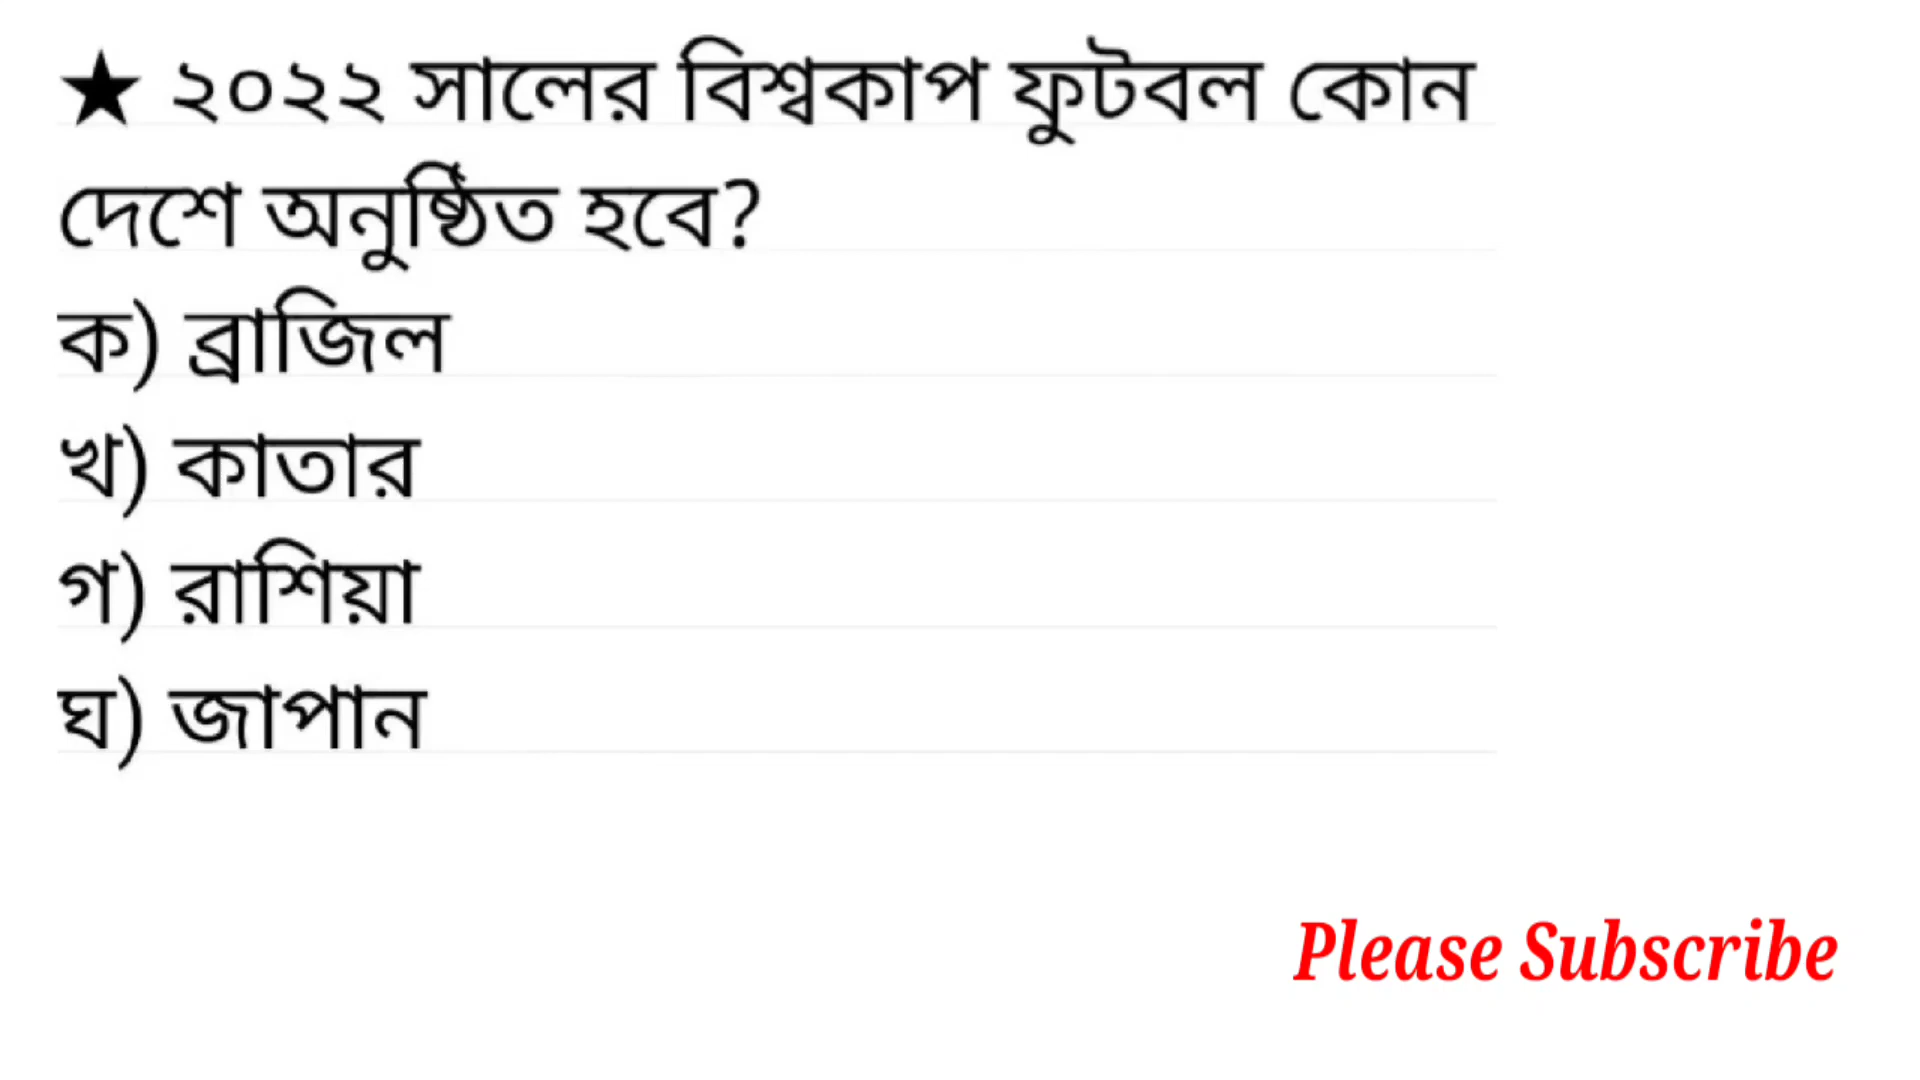 ★ ২০২২ সালের বিশ্বকাপ ফুটবল কোন
দেশে অনুষ্ঠিত হবে?
ক) ব্রাজিল
খ) কাতার
গ) রাশিয়া
ঘ) জাপান
Please Subscribe